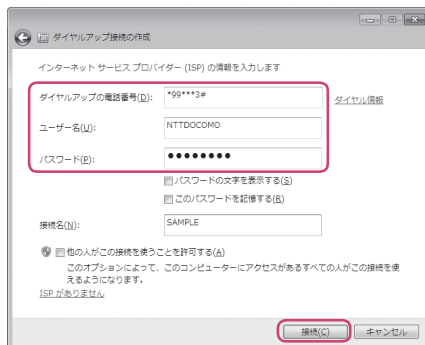 ダイヤルアップ接続の作成
インターネット サービス プロバイダー (ISP) の情報を入力します
ダイヤルアップの電話番号(D): *99***3# ダイヤル情報
ユーザー名(U): NTTDOCOMO
パスワード(P): ●●●●●●●●
パスワードの文字を表示する(S)
このパスワードを記憶する(R)
接続名(N): SAMPLE
他の人がこの接続を使うことを許可する(A)
このオプションによって、このコンピューターにアクセスがあるすべての人がこの接続を使
えるようになります。
ISP がありません
接続(C) キャンセル